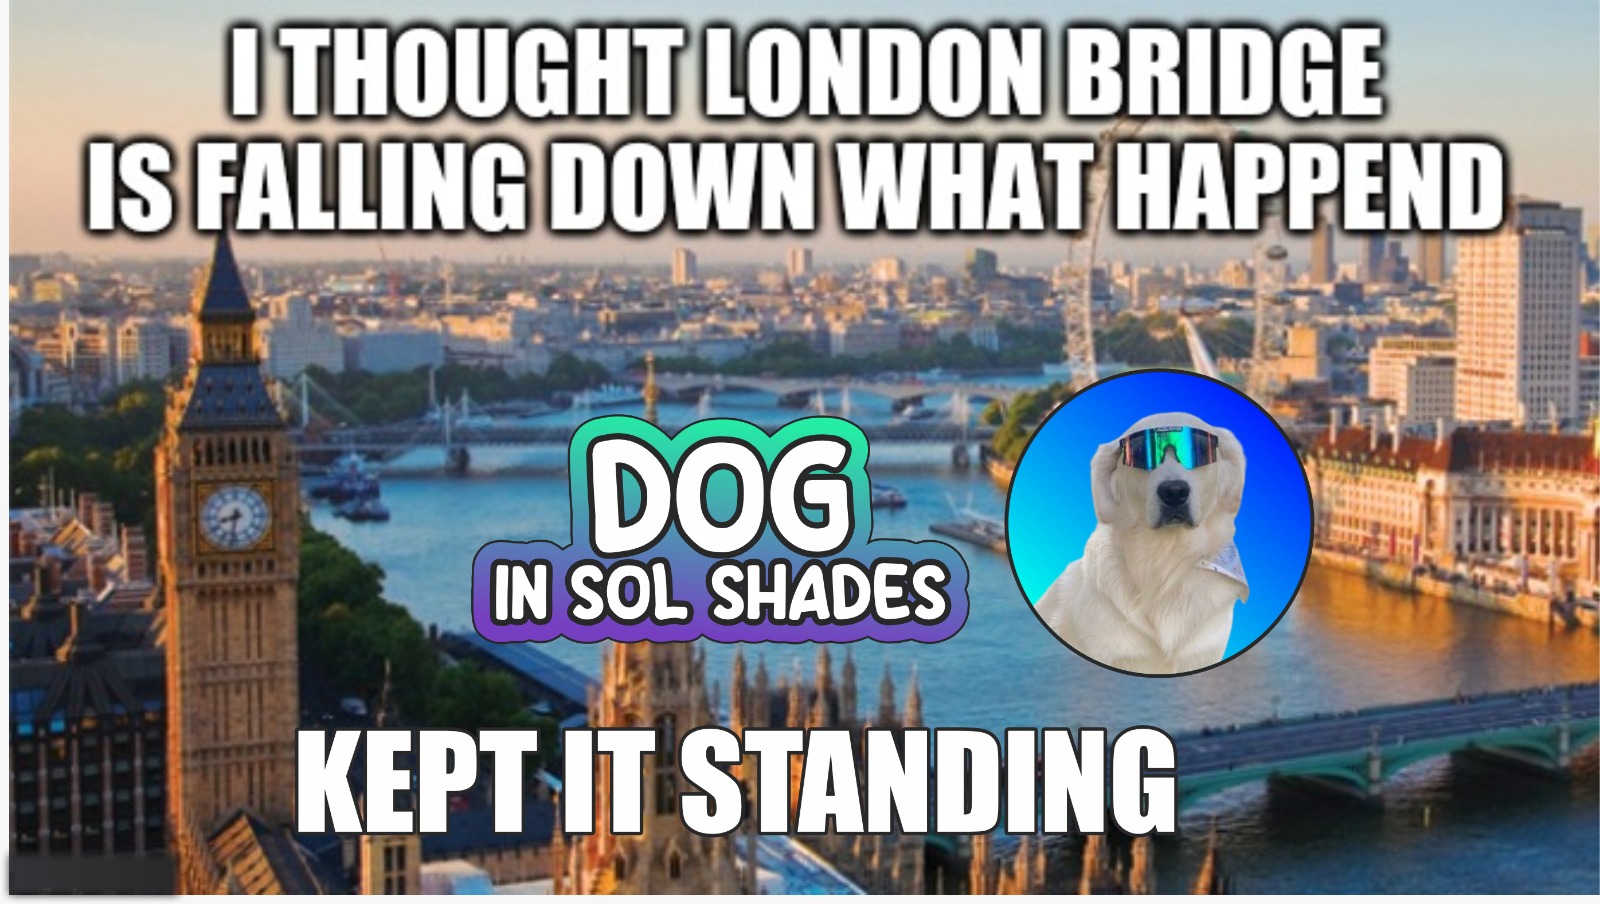 I THOUGHT LONDON BRIDGE
IS FALLING DOWN WHAT HAPPEND
DOG
IN SOL SHADES
KEPT IT STANDING